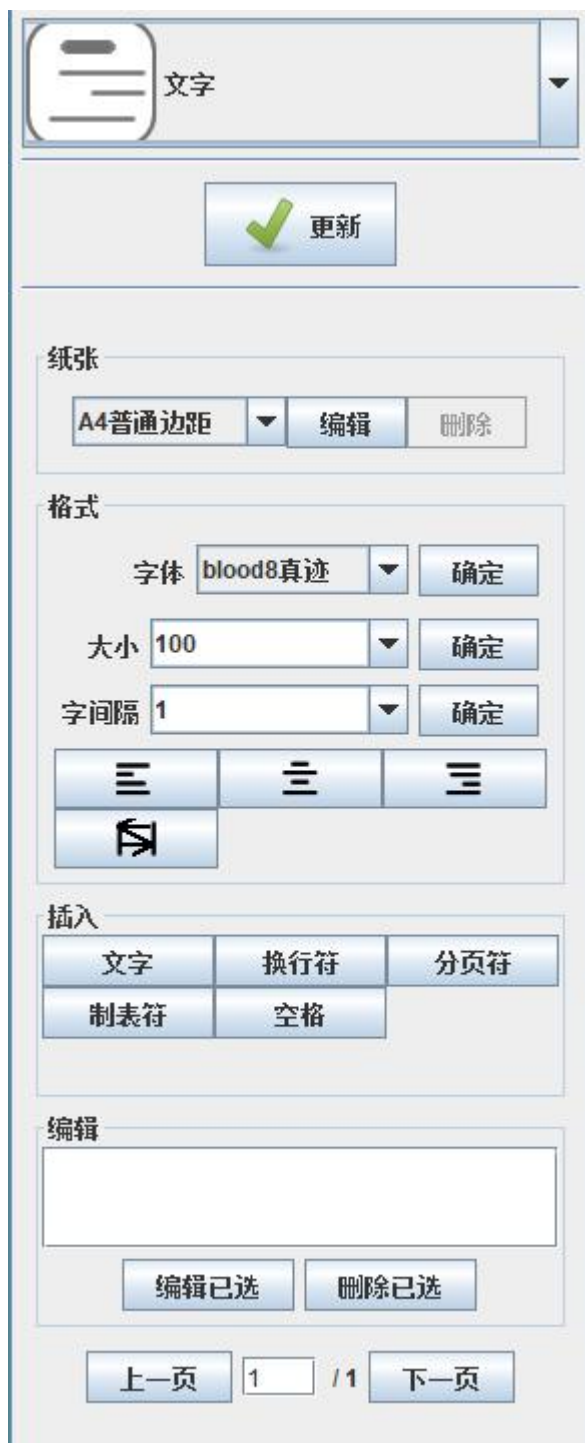 文字
更新
纸张
A4普通边距 编辑 删除
格式
字体 blood8真迹 确定
大小 100 确定
字间隔 1 确定
插入
文字 换行符 分页符
制表符 空格
编辑
编辑已选 删除已选
上一页 1 / 1 下一页